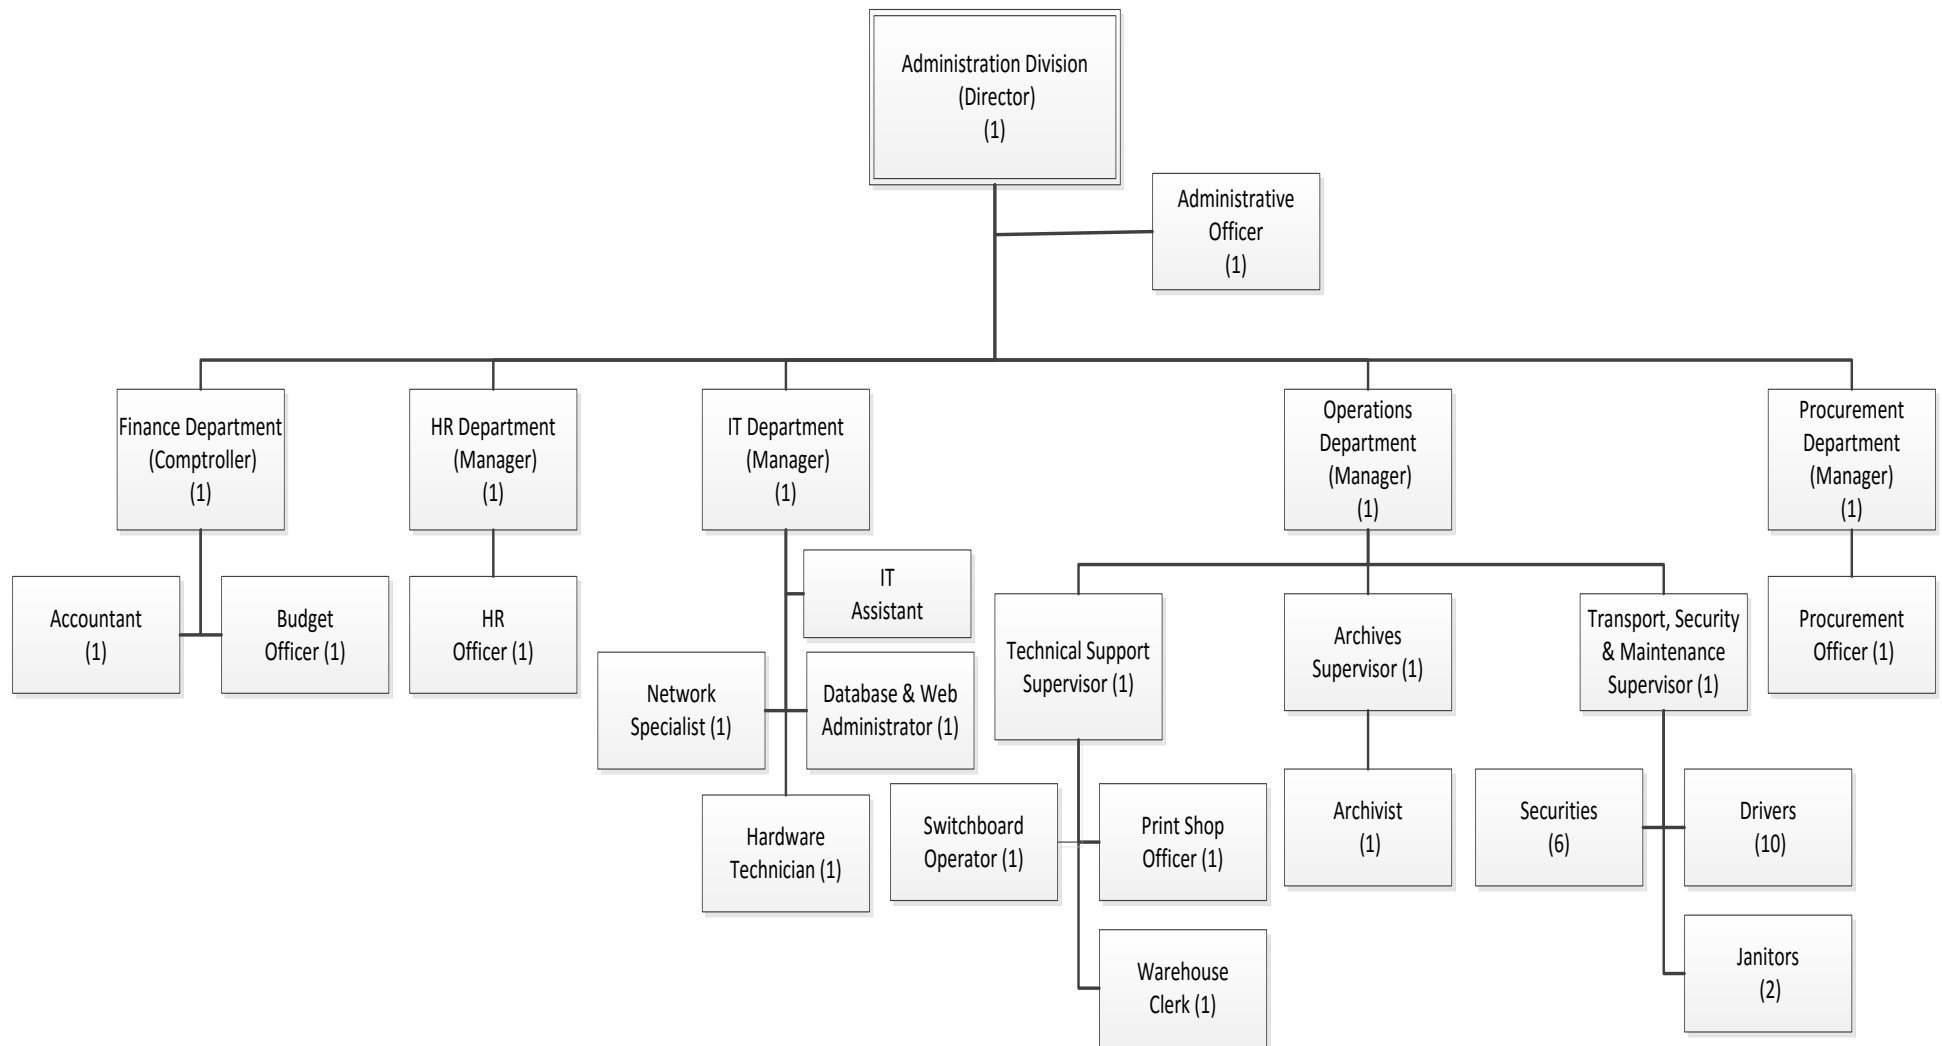 Administration Division
(Director)
(1)
Administrative
Officer
(1)
Finance Department
(Comptroller)
(1)
HR Department
(Manager)
(1)
IT Department
(Manager)
(1)
Operations
Department
(Manager)
(1)
Procurement
Department
(Manager)
(1)
Accountant
(1)
Budget
Officer (1)
HR
Officer (1)
IT
Assistant
Network
Specialist (1)
Database & Web
Administrator (1)
Hardware
Technician (1)
Technical Support
Supervisor (1)
Archives
Supervisor (1)
Transport, Security
& Maintenance
Supervisor (1)
Procurement
Officer (1)
Switchboard
Operator (1)
Print Shop
Officer (1)
Warehouse
Clerk (1)
Archivist
(1)
Securities
(6)
Drivers
(10)
Janitors
(2)